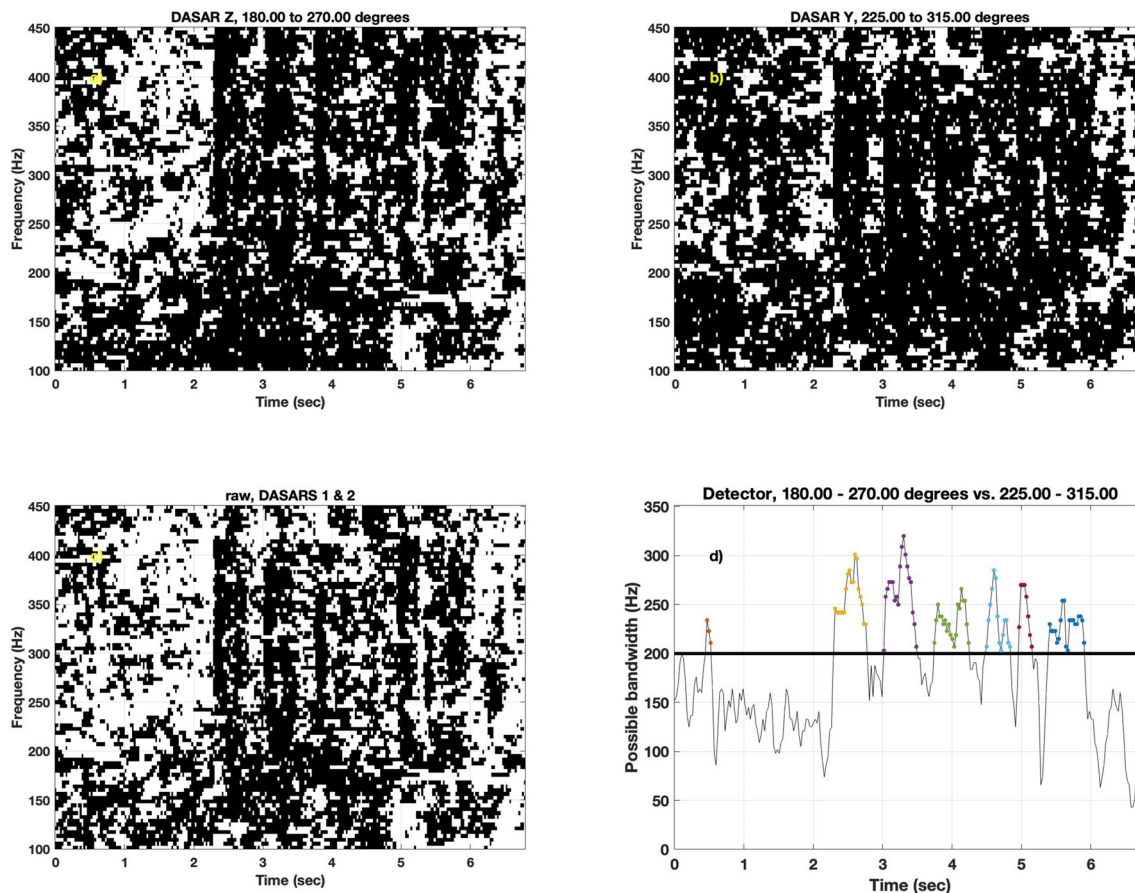 DASAR Z, 180.00 to 270.00 degrees
450
400
350
300
250
200
150
100
Frequency (Hz)
a)
0 1 2 3 4 5 6
Time (sec)
DASAR Y, 225.00 to 315.00 degrees
450
400
350
300
250
200
150
100
Frequency (Hz)
b)
0 1 2 3 4 5 6
Time (sec)
raw, DASARS 1 & 2
450
400
350
300
250
200
150
100
Frequency (Hz)
c)
0 1 2 3 4 5 6
Time (sec)
Detector, 180.00 - 270.00 degrees vs. 225.00 - 315.00
350
300
250
200
150
100
50
0
Possible bandwidth (Hz)
d)
0 1 2 3 4 5 6
Time (sec)